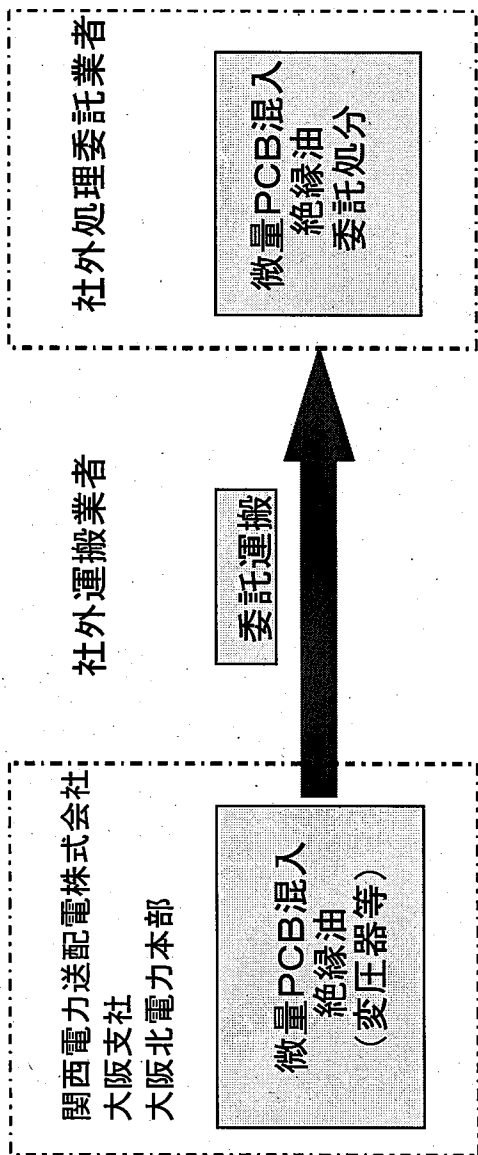 関西電力送配電株式会社
大阪支社
大阪北電力本部
微量PCB混入
絶縁油
(変圧器等)
社外運搬業者
委託運搬
社外処理委託業者
微量PCB混入
絶縁油
委託処分